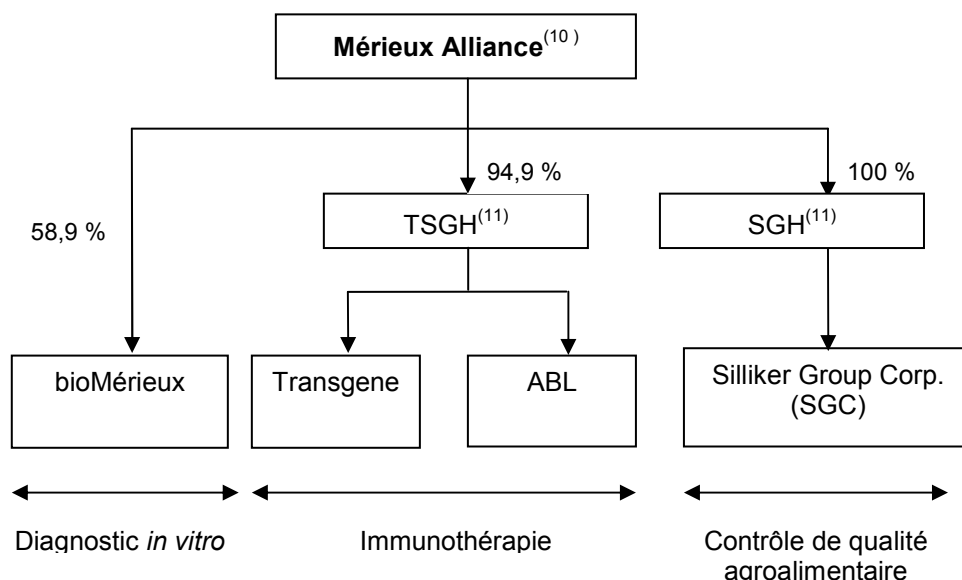 Mérieux Alliance(10 )
94,9 %
100 %
58,9 %
TSGH(11)
SGH(11)
bioMérieux
Transgene
ABL
Silliker Group Corp.
(SGC)
Diagnostic in vitro
Immunothérapie
Contrôle de qualité
agroalimentaire